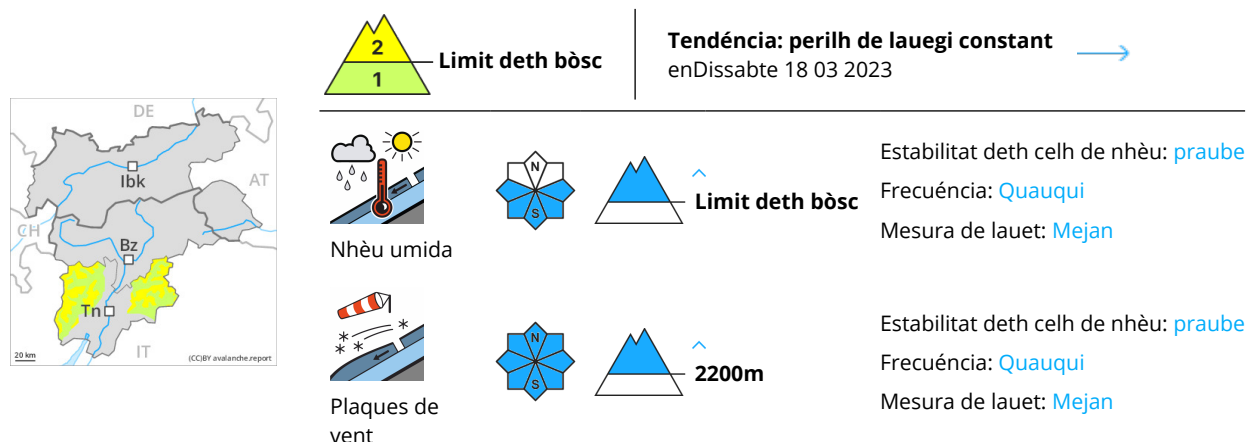 2
1
Limit deth bòsc
Tendéncia: perilh de lauegi constant
enDissabte 18 03 2023
DE
Ibk
AT
CH
Bz
Tn
IT
20 km
(CC)BY avalanche.report
N
S
Limit deth bòsc
Nhèu umida
Estabilitat deth celh de nhèu: praube
Frecuéncia: Quauqui
Mesura de lauet: Mejan
N
S
2200m
Plaques de
vent
Estabilitat deth celh de nhèu: praube
Frecuéncia: Quauqui
Mesura de lauet: Mejan